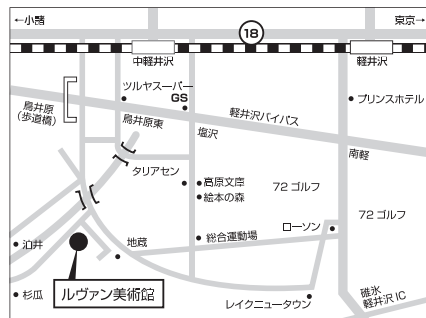 ←小諸
東京→
18
中軽井沢
軽井沢
ツルヤスーパー
GS
プリンスホテル
鳥井原
(歩道橋)
鳥井原東
軽井沢バイパス
塩沢
南軽
タリアセン
高原文庫
絵本の森
72 ゴルフ
72 ゴルフ
ローソン
総合運動場
地蔵
泊井
杉瓜
ルヴァン美術館
レイクニュータウン
碓氷
軽井沢 IC